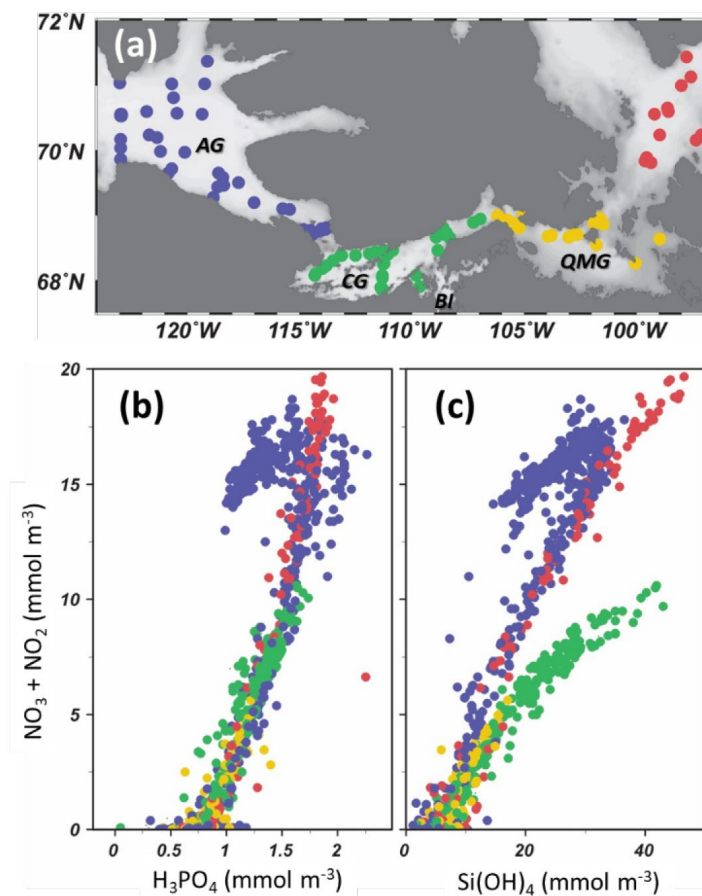 72˚N
(a)
AG
70˚N
QMG
68˚N
CG
BI
120˚W 115˚W 110˚W 105˚W 100˚W
20
(b) (c)
15
10
5
0
NO3 + NO2 (mmol m-3)
0 0.5 1 1.5 2 0 20 40
H3PO4 (mmol m-3) Si(OH)4 (mmol m-3)